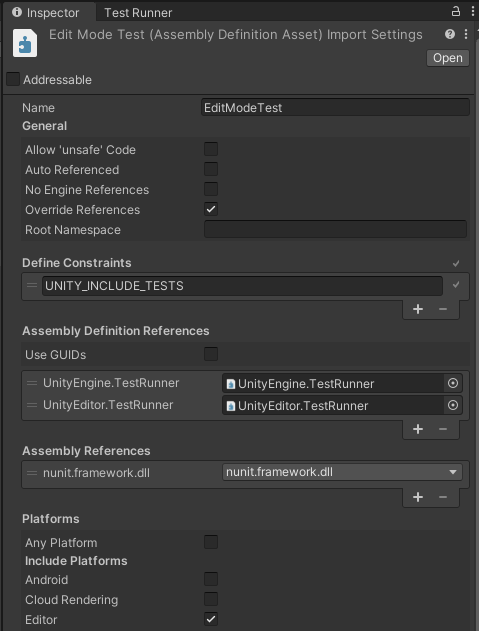 Inspector Test Runner
Edit Mode Test (Assembly Definition Asset) Import Settings
Open
Addressable
Name EditModeTest
General
Allow 'unsafe' Code
Auto Referenced
No Engine References
Override References
Root Namespace
Define Constraints
UNITY_INCLUDE_TESTS
Assembly Definition References
Use GUIDs
UnityEngine.TestRunner UnityEngine.TestRunner
UnityEditor.TestRunner UnityEditor.TestRunner
Assembly References
nunit.framework.dll nunit.framework.dll
Platforms
Any Platform
Include Platforms
Android
Cloud Rendering
Editor